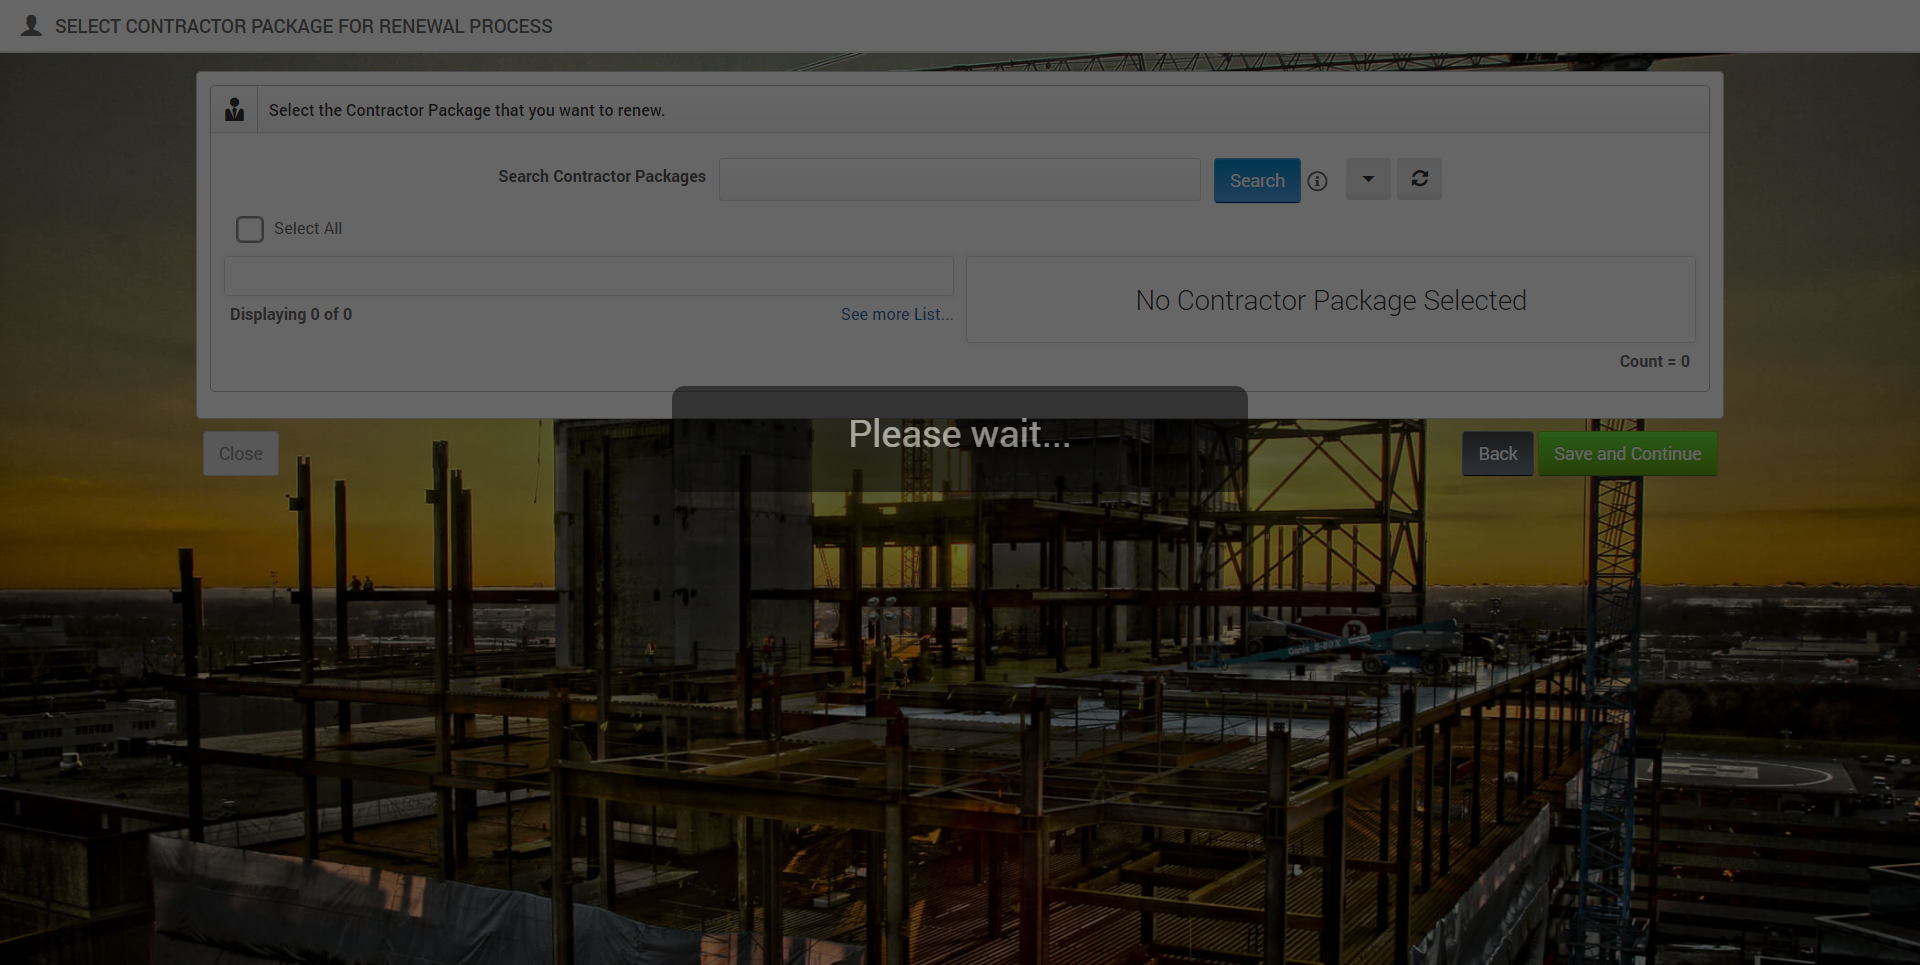 SELECT CONTRACTOR PACKAGE FOR RENEWAL PROCESS
Select the Contractor Package that you want to renew.
Search Contractor Packages
Search
Select All
No Contractor Package Selected
Displaying 0 of 0
See more List...
Count = 0
Please wait...
Close
Back
Save and Continue
Genie S-80X